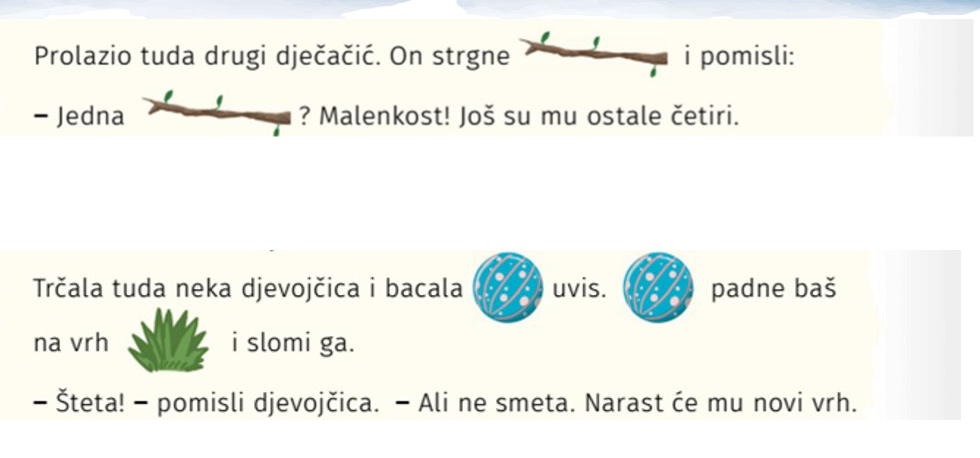 Prolazio tuda drugi dječačić. On strgne i pomisli:
– Jedna ? Malenkost! Još su mu ostale četiri.
Trčala tuda neka djevojčica i bacala uvis. padne baš
na vrh i slomi ga.
– Šteta! – pomisli djevojčica. – Ali ne smeta. Narast će mu novi vrh.